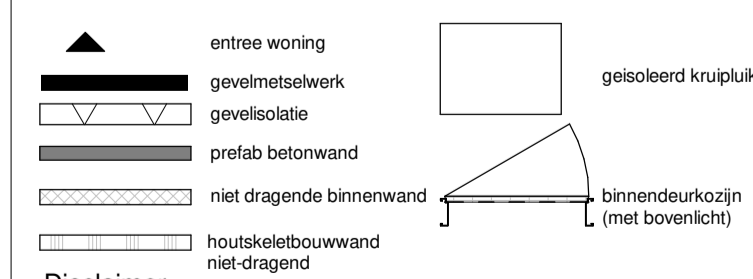 entree woning
gevelmetselwerk
gevelisolatie
prefab betonwand
niet dragende binnenwand
houtskeletbouwwand
niet-dragend
geisoleerd kruipluik
binnendeurkozijn
(met bovenlicht)
Disclaimer